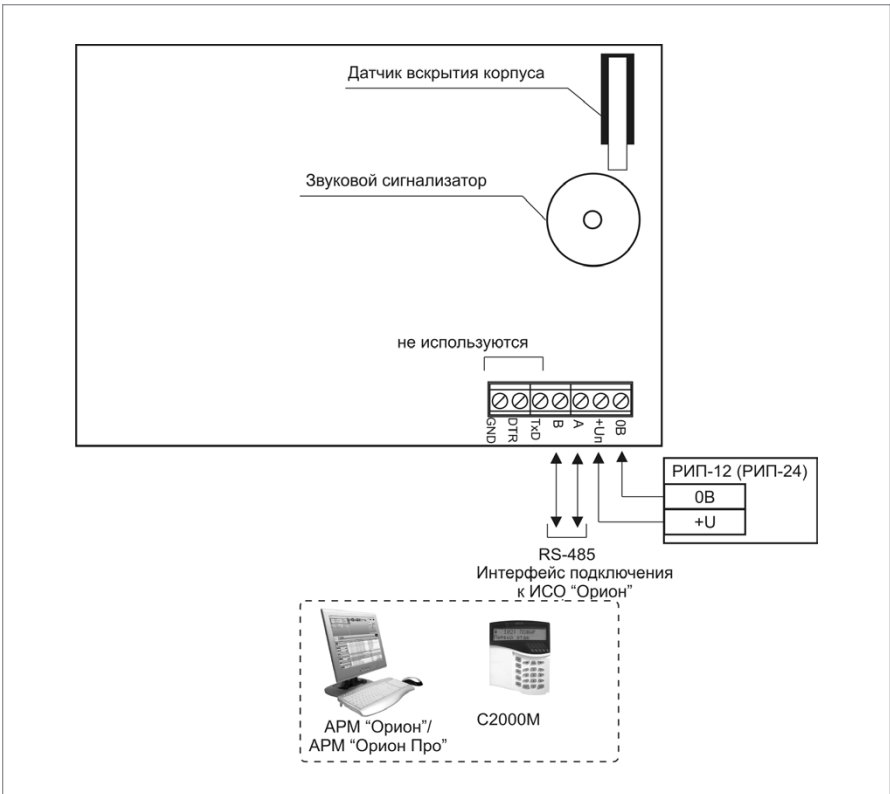 Датчик вскрытия корпуса
Звуковой сигнализатор
не используются
GND
DTR
TxD
B
A
+Uп
0В
РИП-12 (РИП-24)
0В
+U
RS-485
Интерфейс подключения
к ИСО “Орион”
АРМ “Орион”/
АРМ “Орион Про”
С2000М